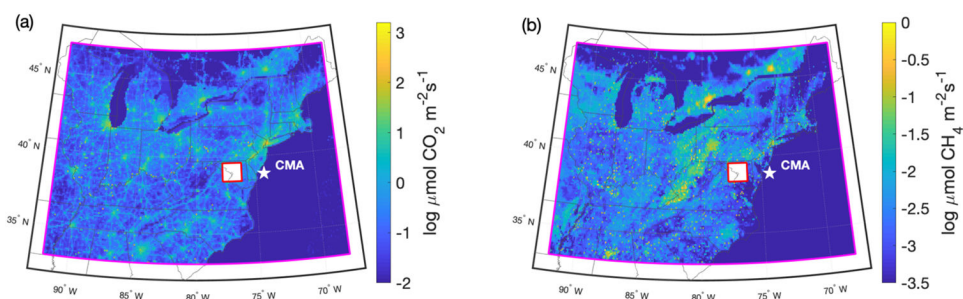 (a)
45° N
40° N
35° N
90° W
85° W
80° W
75° W
70° W
CMA
3
2
1
0
-1
-2
log μmol CO₂ m⁻² s⁻¹
(b)
45° N
40° N
35° N
90° W
85° W
80° W
75° W
70° W
CMA
0
-0.5
-1
-1.5
-2
-2.5
-3
-3.5
log μmol CH₄ m⁻² s⁻¹